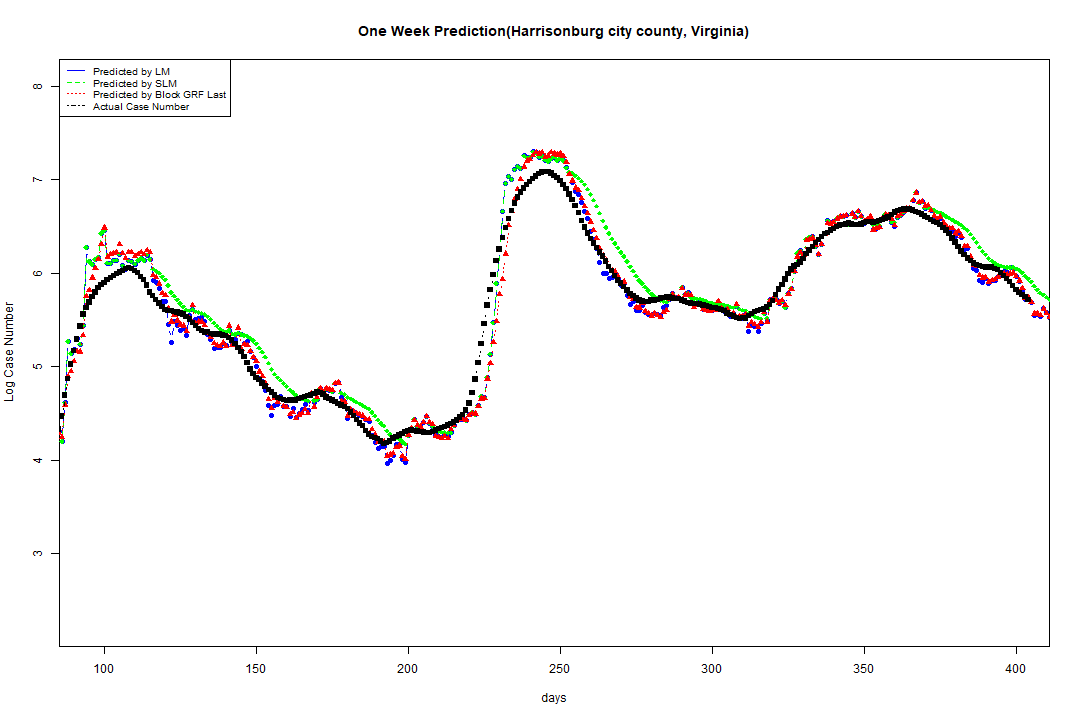 One Week Prediction(Harrisonburg city county, Virginia)
Predicted by LM
Predicted by SLM
Predicted by Block GRF Last
Actual Case Number
8
7
6
5
4
3
Log Case Number
100 150 200 250 300 350 400
days